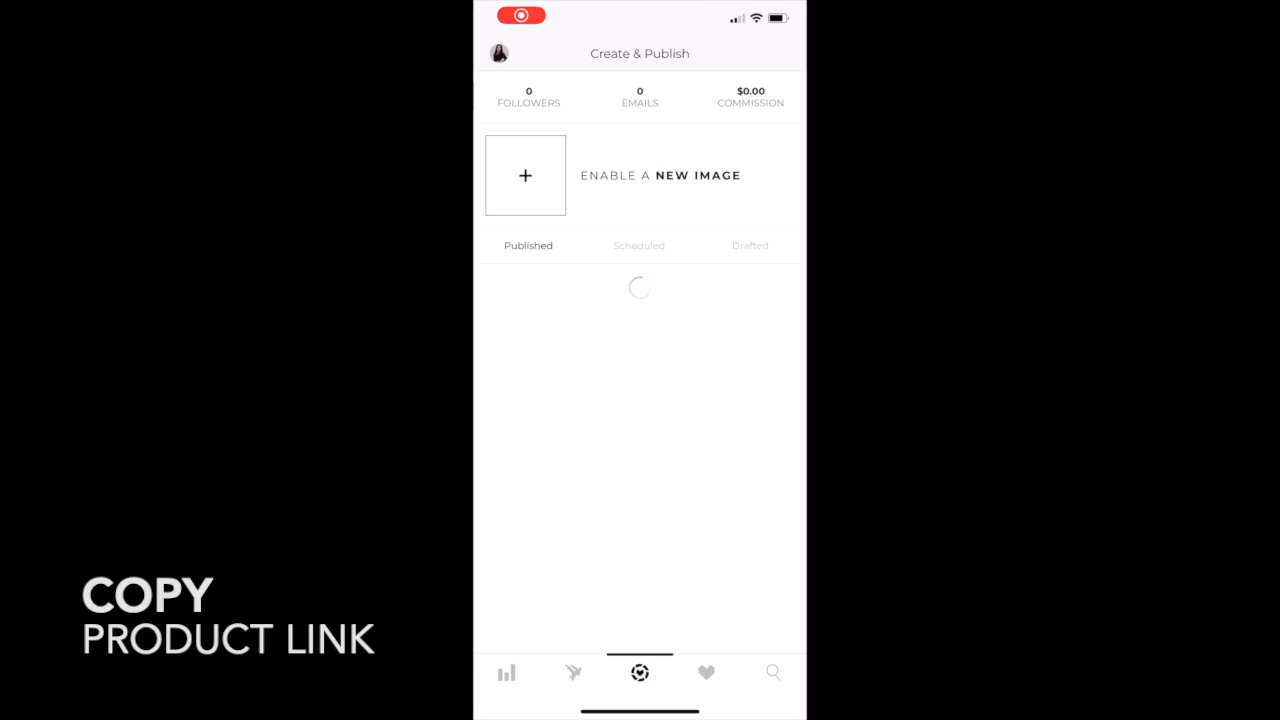 Create & Publish
0 0 $0.00
FOLLOWERS EMAILS COMMISSION
+ ENABLE A NEW IMAGE
Published Scheduled Drafted
COPY
PRODUCT LINK